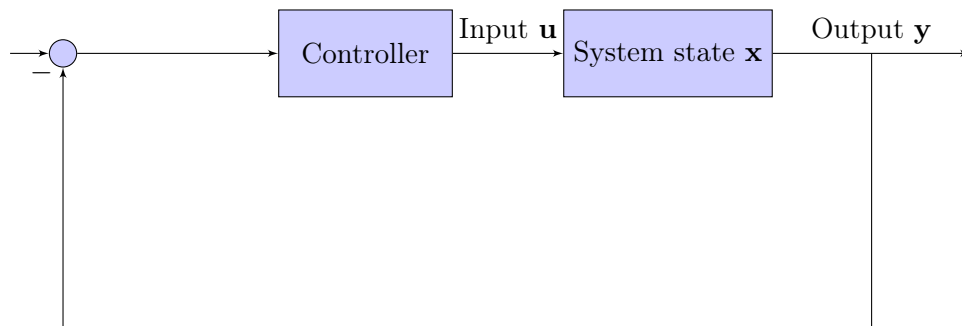 Controller
Input u
System state x
Output y
−